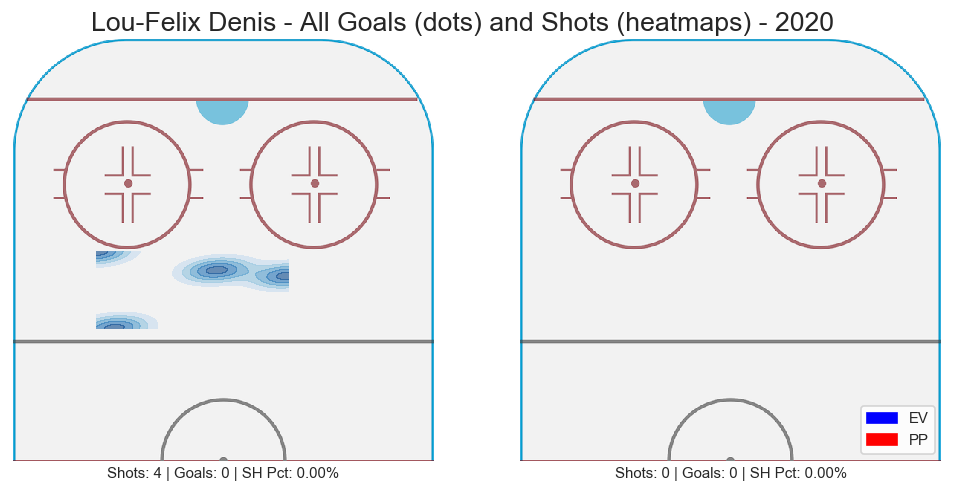 Lou-Felix Denis - All Goals (dots) and Shots (heatmaps) - 2020
EV
PP
Shots: 4 | Goals: 0 | SH Pct: 0.00%
Shots: 0 | Goals: 0 | SH Pct: 0.00%